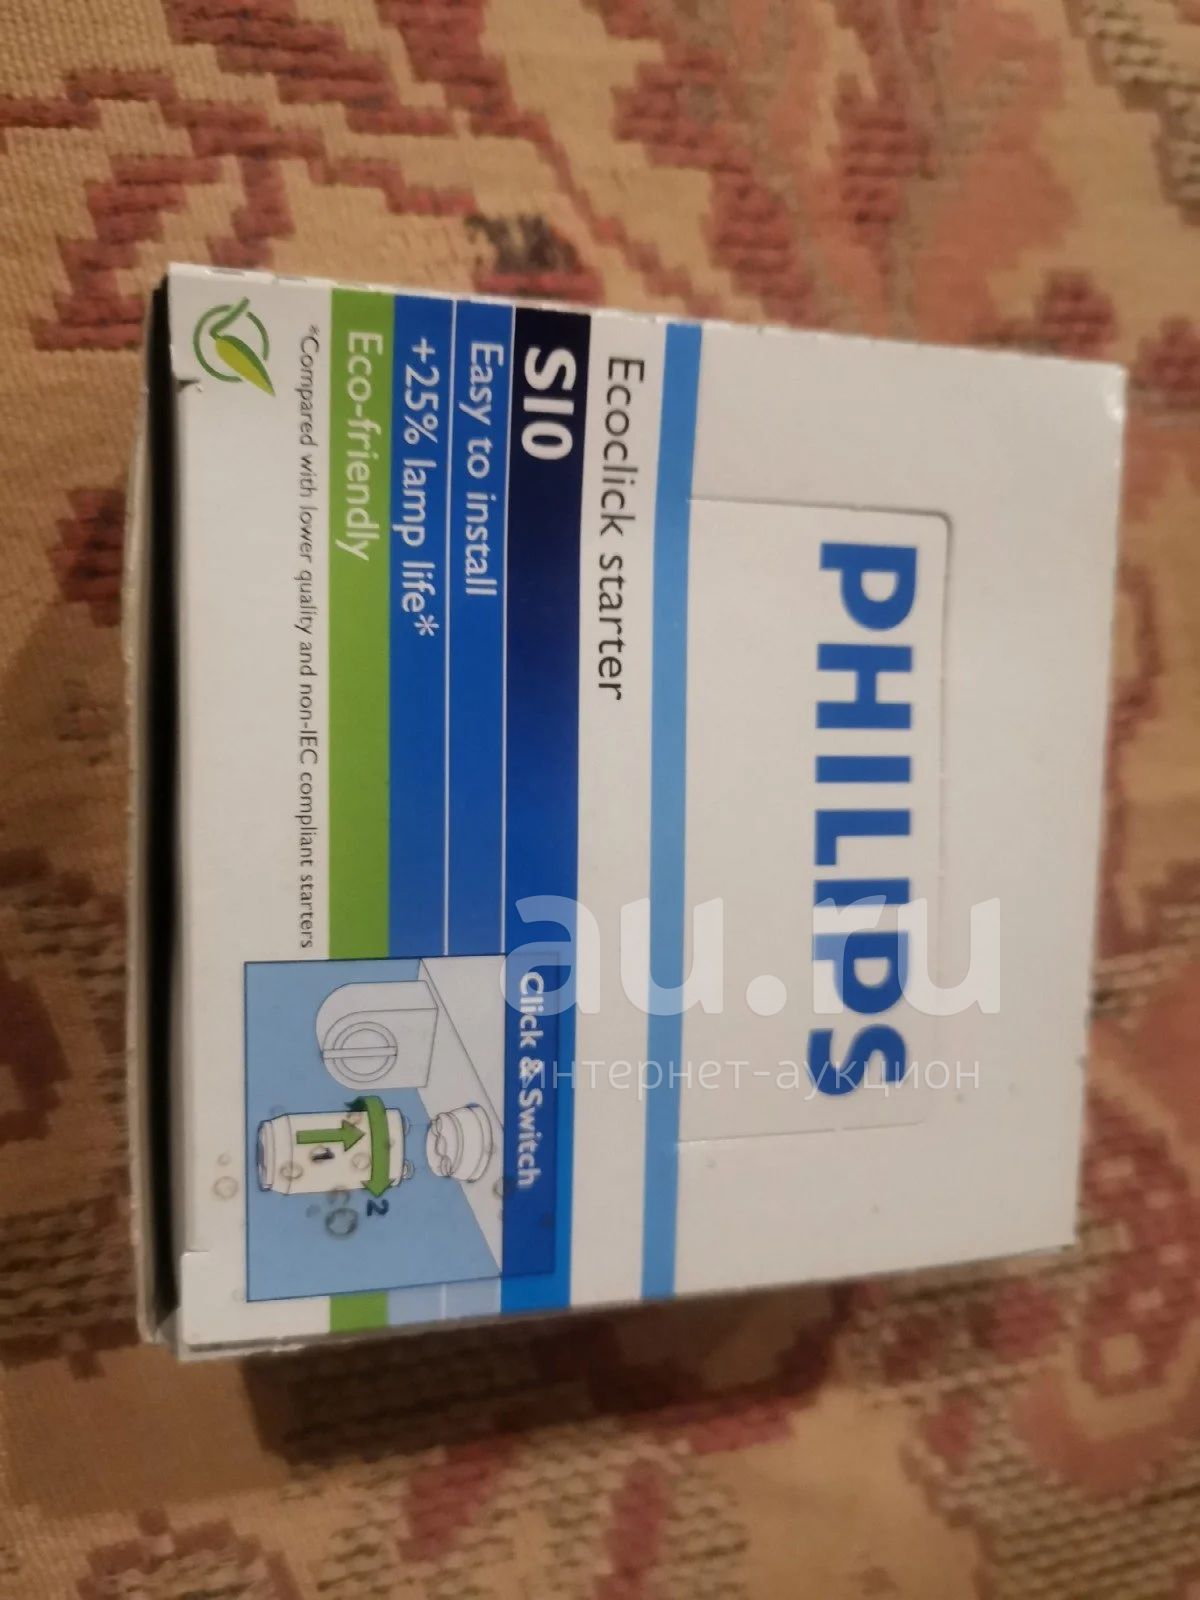 PHILIPS
Ecoclick starter
S10
Easy to install
+25% lamp life*
Eco-friendly
*Compared with lower quality and non-IEC compliant starters
Click & Switch
1
2
au.ru
интернет-аукцион